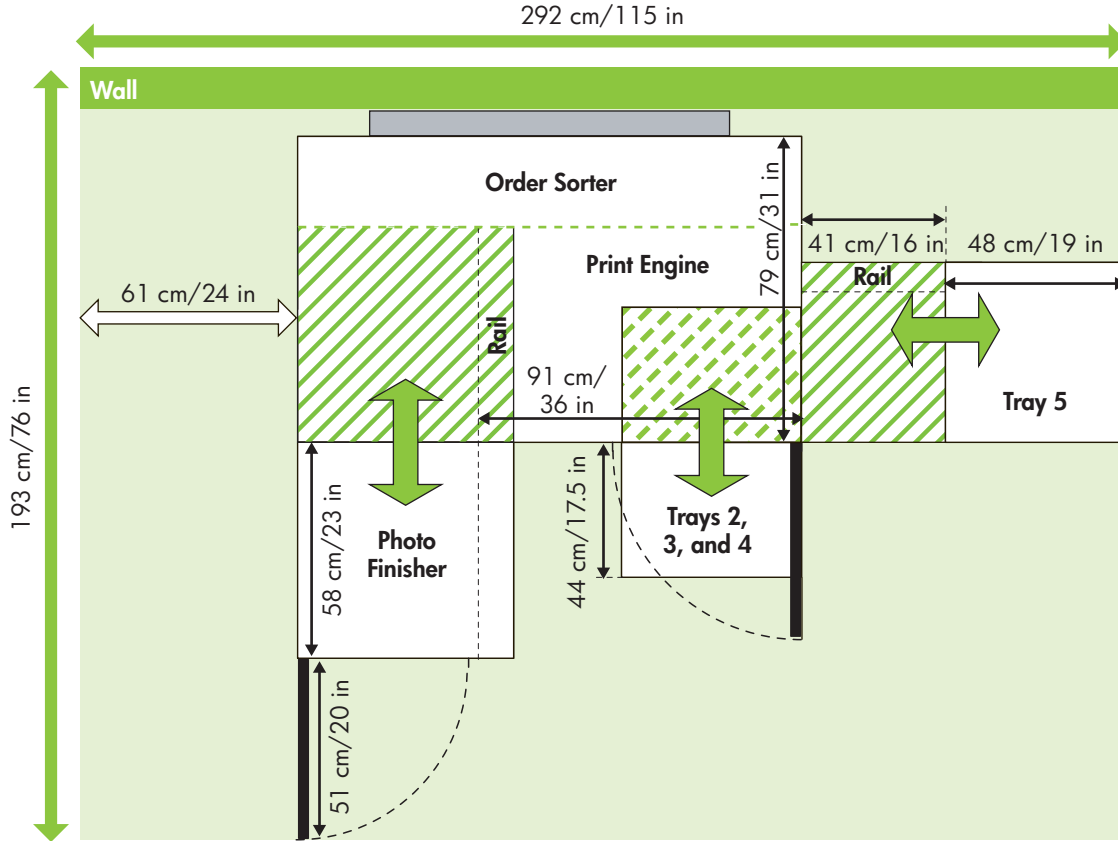 292 cm/115 in
Wall
193 cm/76 in
Order Sorter
79 cm/31 in
41 cm/16 in
48 cm/19 in
Print Engine
Rail
61 cm/24 in
Rail
91 cm/
36 in
Tray 5
58 cm/23 in
Photo
Finisher
44 cm/17.5 in
Trays 2,
3, and 4
51 cm/20 in